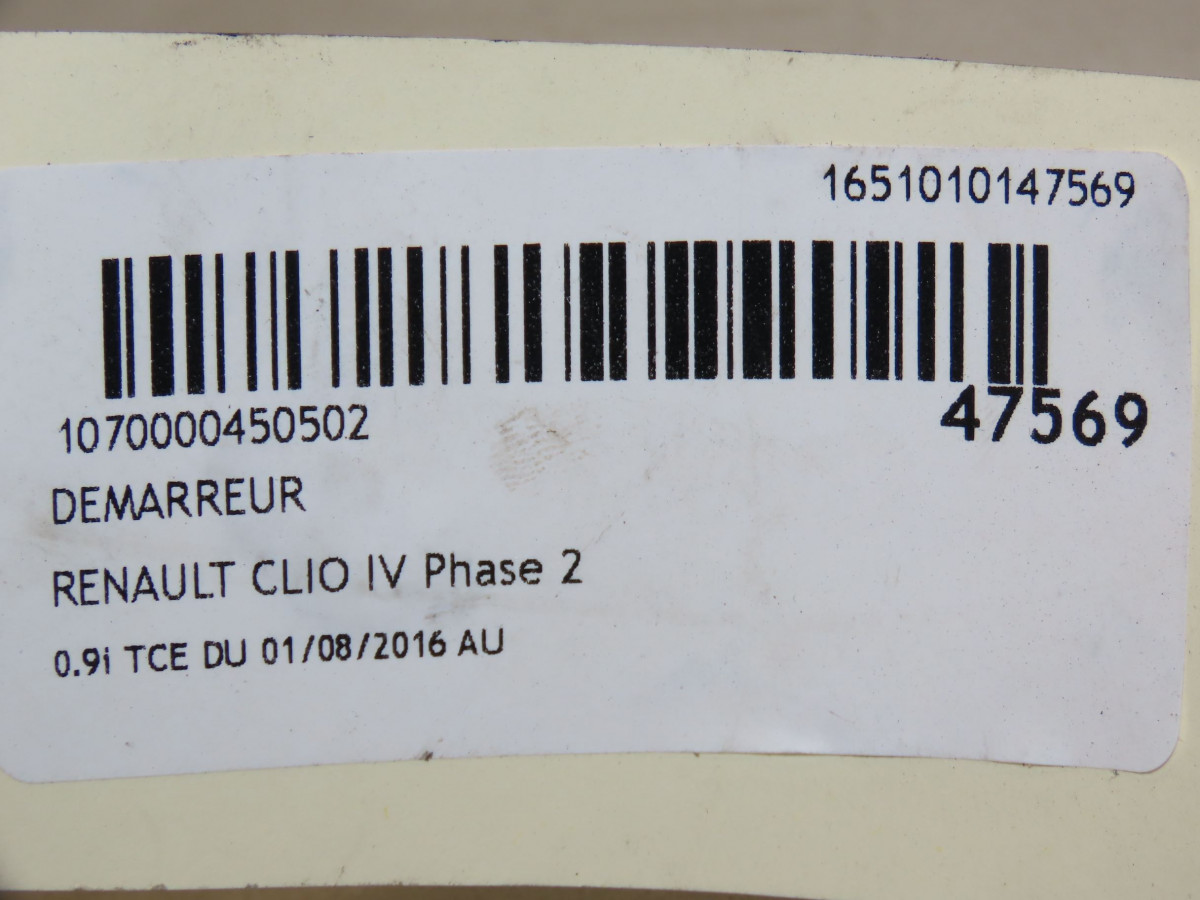 1651010147569
1070000450502
47569
DEMARREUR
RENAULT CLIO IV Phase 2
0.9i TCE DU 01/08/2016 AU